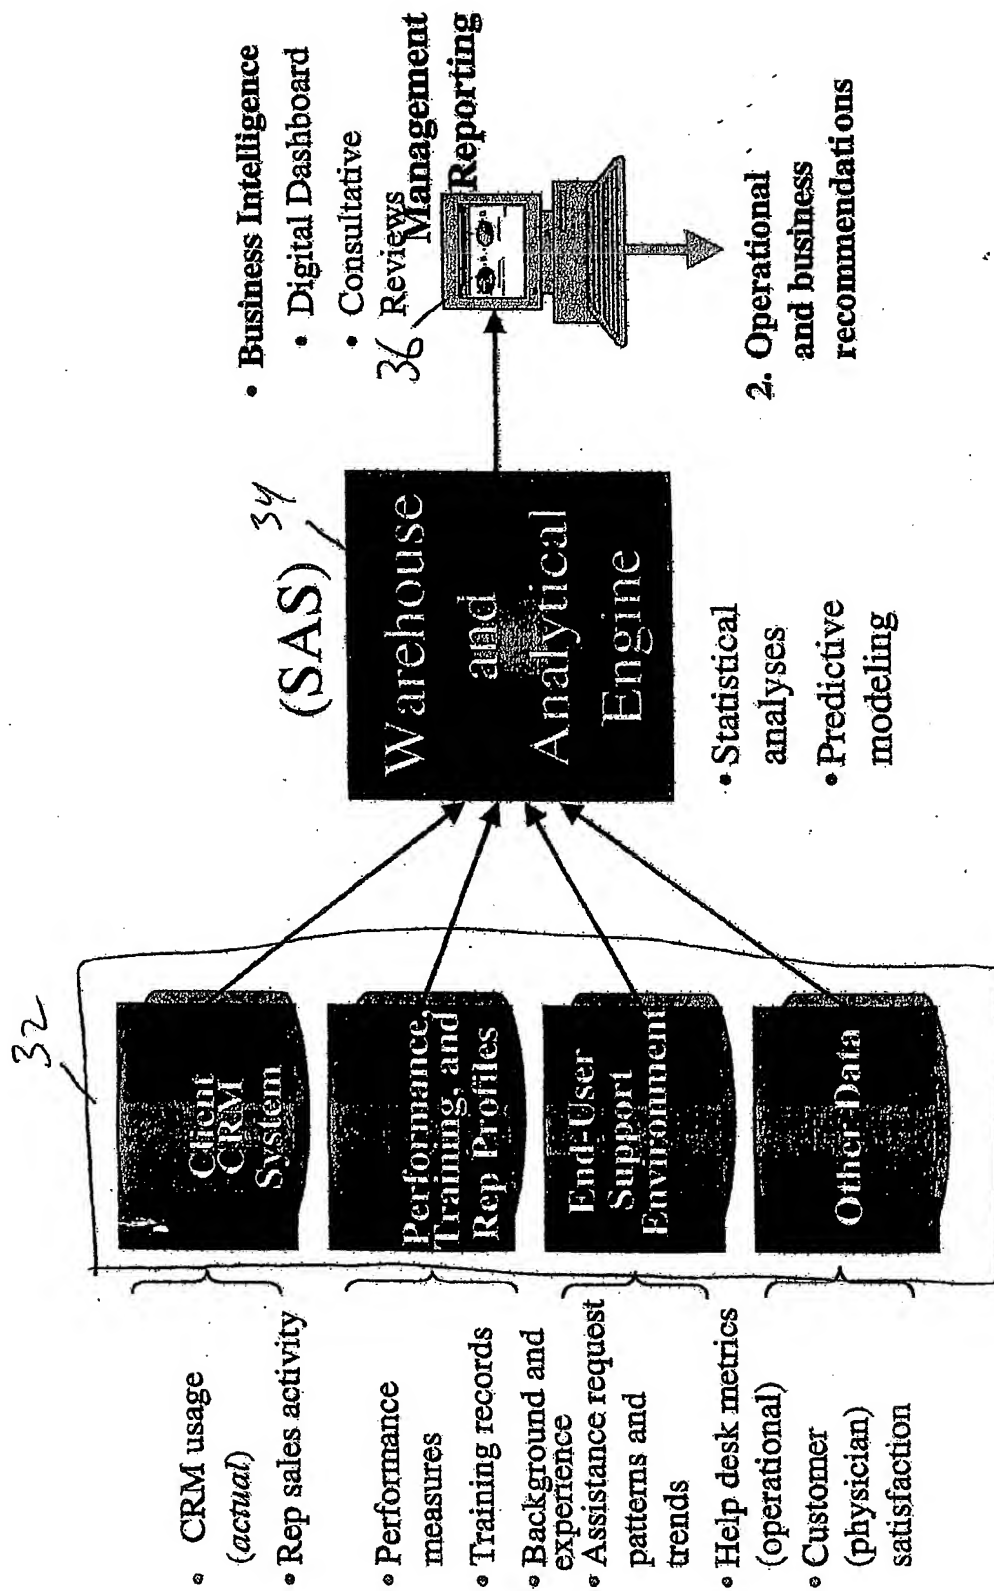 32
• CRM usage
(actual)
• Rep sales activity
• Performance
measures
• Training records
• Background and
experience
• Assistance request
patterns and
trends
• Help desk metrics
(operational)
• Customer
(physician)
satisfaction
Client
CRM
System
Performance,
Training, and
Rep Profiles
End-User
Support
Environment
Other Data
(SAS)
34
Warehouse
and
Analytical
Engine
• Statistical
analyses
• Predictive
modeling
• Business Intelligence
• Digital Dashboard
• Consultative
Reviews
36
Management
Reporting
2. Operational
and business
recommendations